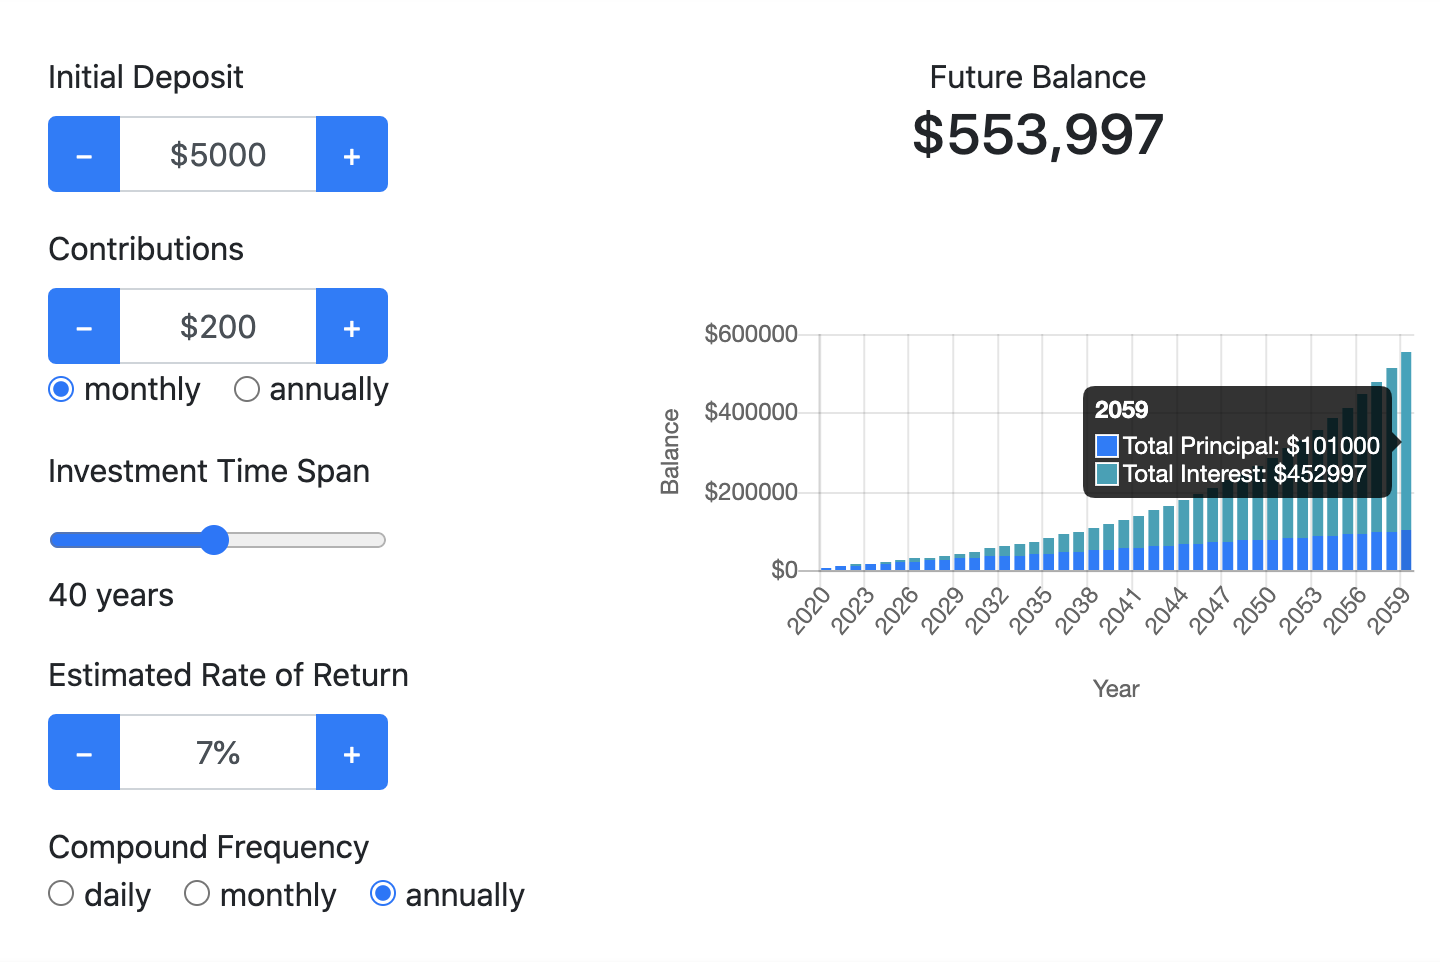 Initial Deposit
− $5000 +
Contributions
− $200 +
monthly annually
Investment Time Span
40 years
Estimated Rate of Return
− 7% +
Compound Frequency
daily monthly annually
Future Balance
$553,997
$600000
$400000
$200000
$0
Balance
2059
Total Principal: $101000
Total Interest: $452997
2020 2023 2026 2029 2032 2035 2038 2041 2044 2047 2050 2053 2056 2059
Year